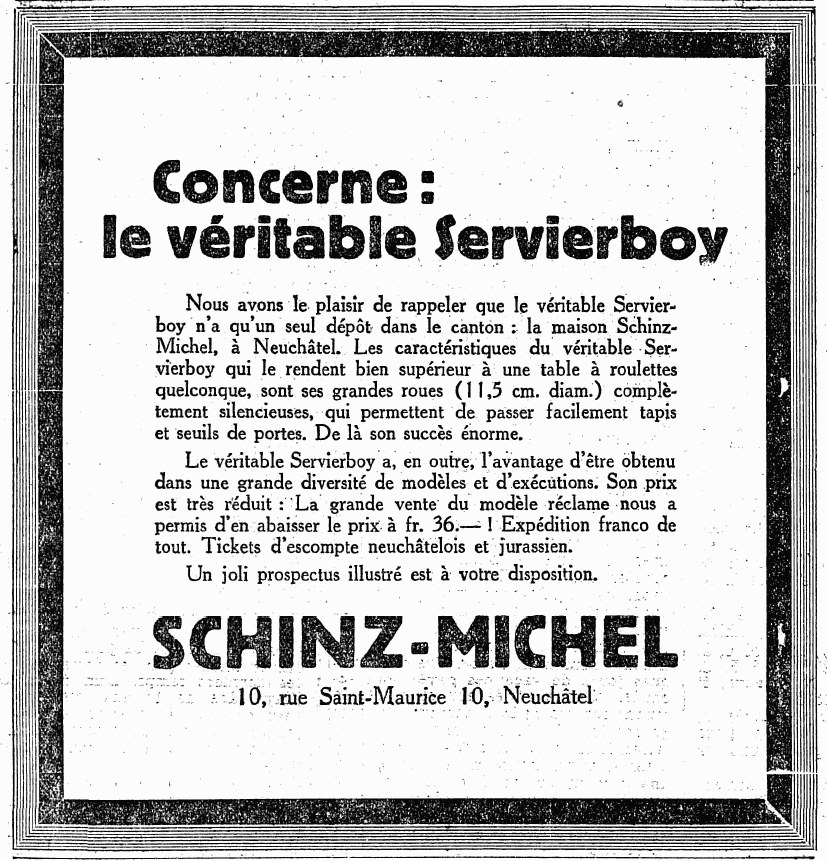 Concerne :
le véritable Servierboy
Nous avons le plaisir de rappeler que le véritable Servier-
boy n'a qu'un seul dépôt dans le canton : la maison Schinz-
Michel, à Neuchâtel. Les caractéristiques du véritable Ser-
vierboy qui le rendent bien supérieur à une table à roulettes
quelconque, sont ses grandes roues (11,5 cm. diam.) complè-
tement silencieuses, qui permettent de passer facilement tapis
et seuils de portes. De là son succès énorme.
Le véritable Servierboy a, en outre, l'avantage d'être obtenu
dans une grande diversité de modèles et d'exécutions. Son prix
est très réduit : La grande vente du modèle réclame nous a
permis d'en abaisser le prix à fr. 36.— ! Expédition franco de
tout. Tickets d'escompte neuchâtelois et jurassien.
Un joli prospectus illustré est à votre disposition.
SCHINZ-MICHEL
10, rue Saint-Maurice 10, Neuchâtel